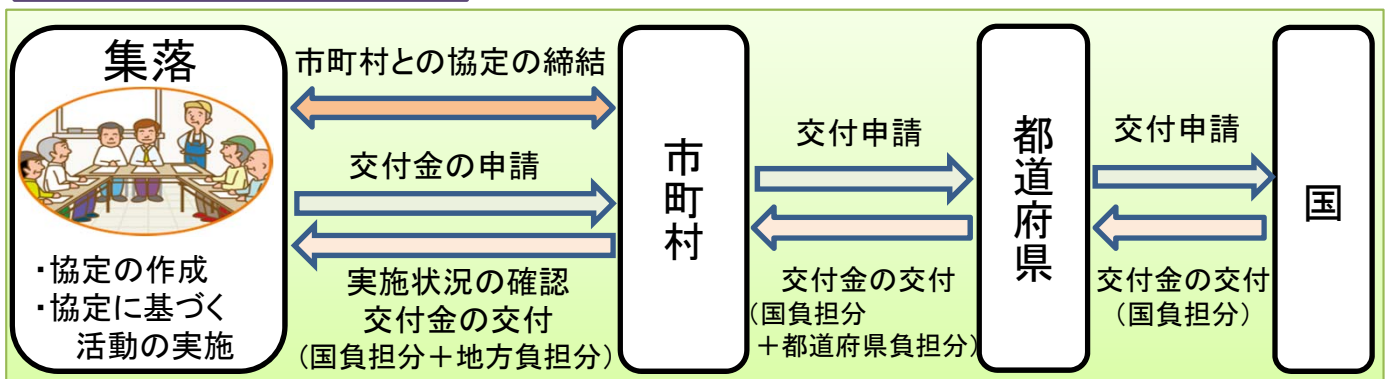 集落
・協定の作成
・協定に基づく
活動の実施
市町村との協定の締結
交付金の申請
実施状況の確認
交付金の交付
（国負担分＋地方負担分）
市町村
交付申請
交付金の交付
（国負担分
＋都道府県負担分）
都道府県
交付申請
交付金の交付
（国負担分）
国